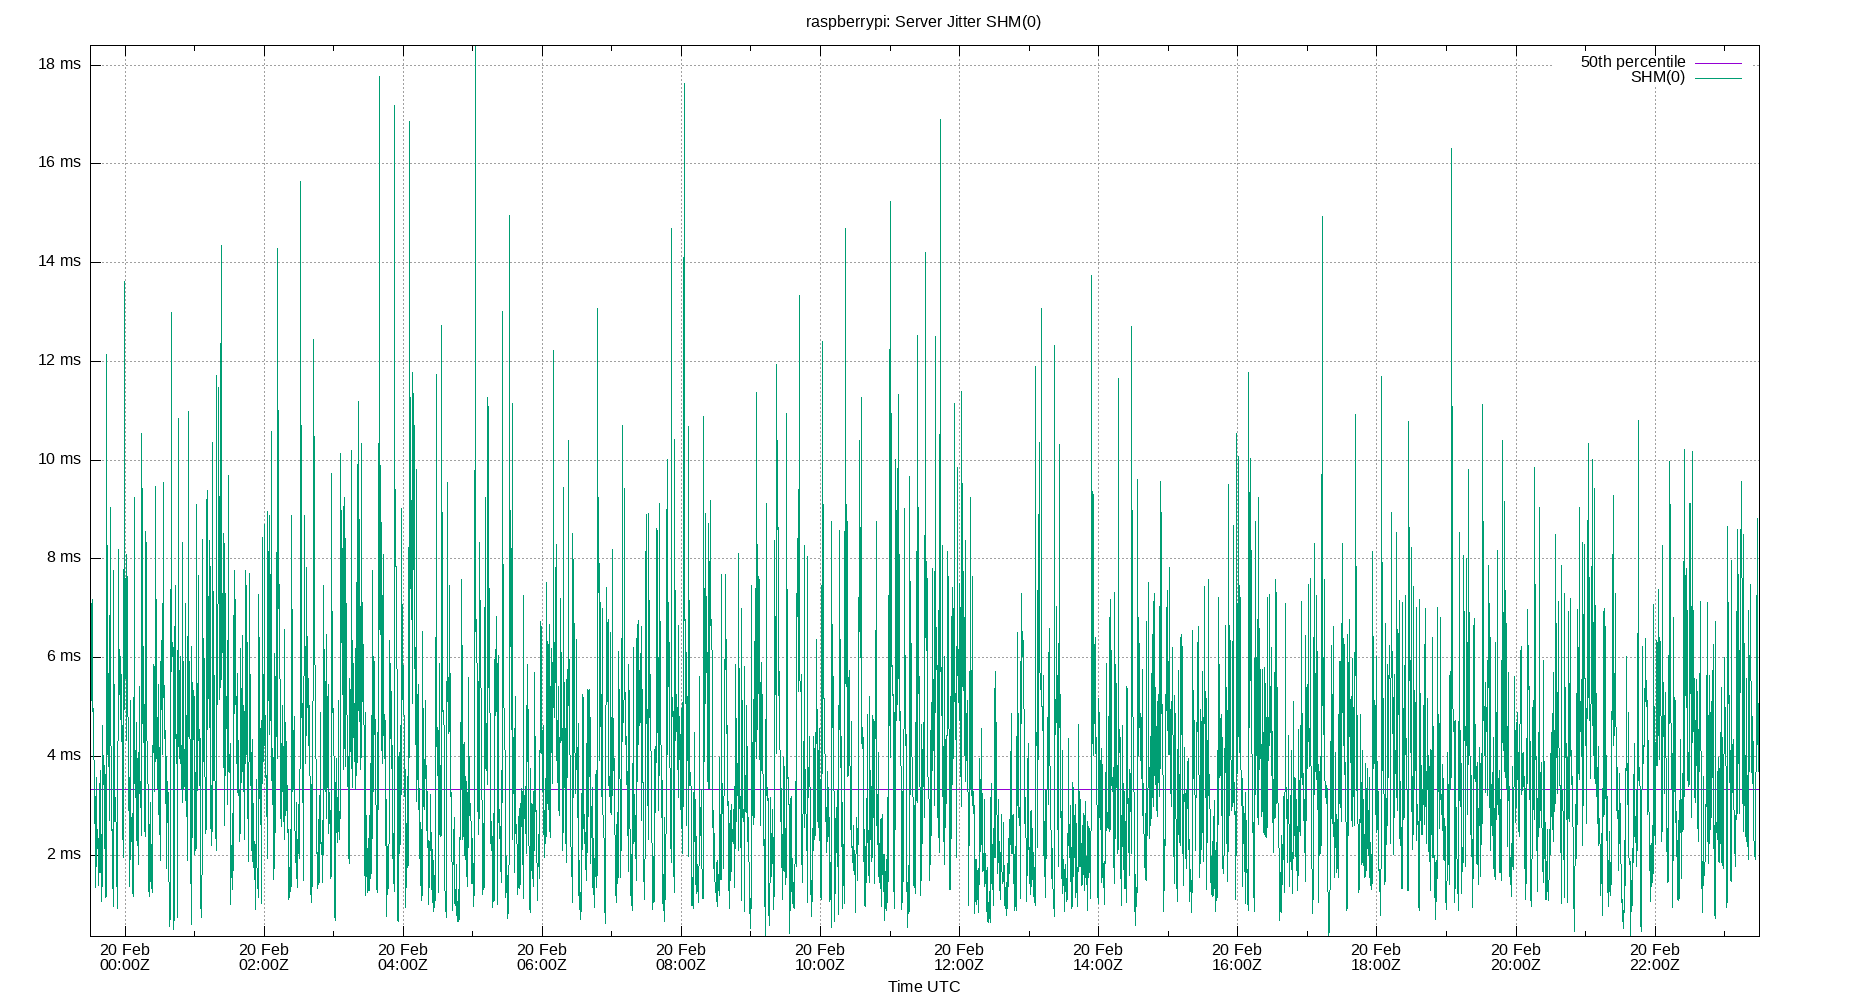 raspberrypi: Server Jitter SHM(0)
50th percentile
SHM(0)
18 ms
16 ms
14 ms
12 ms
10 ms
8 ms
6 ms
4 ms
2 ms
20 Feb 20 Feb 20 Feb 20 Feb 20 Feb 20 Feb 20 Feb 20 Feb 20 Feb 20 Feb 20 Feb 20 Feb
00:00Z 02:00Z 04:00Z 06:00Z 08:00Z 10:00Z 12:00Z 14:00Z 16:00Z 18:00Z 20:00Z 22:00Z
Time UTC